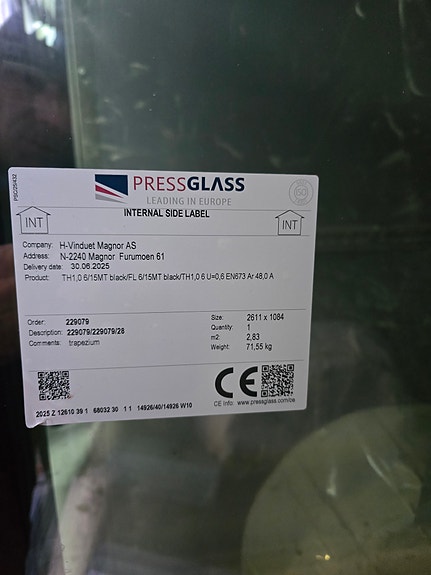 PRESSGLASS
LEADING IN EUROPE
INTERNAL SIDE LABEL
INT
INT
Company: H-Vinduet Magnor AS
Address: N-2240 Magnor Furumoen 61
Delivery date: 30.06.2025
Product: TH1,0 6/15MT black/FL 6/15MT black/TH1,0 6 U=0,6 EN673 Ar 48,0 A
Order: 229079
Description: 229079/229079/28
Comments: trapezium
Size: 2611 x 1084
Quantity: 1
m2: 2,83
Weight: 71,55 kg
CE
CE Info: www.pressglass.com/ce
2025 Z 12610 39 1 68032 30 1 1 14926/40/14926 W10